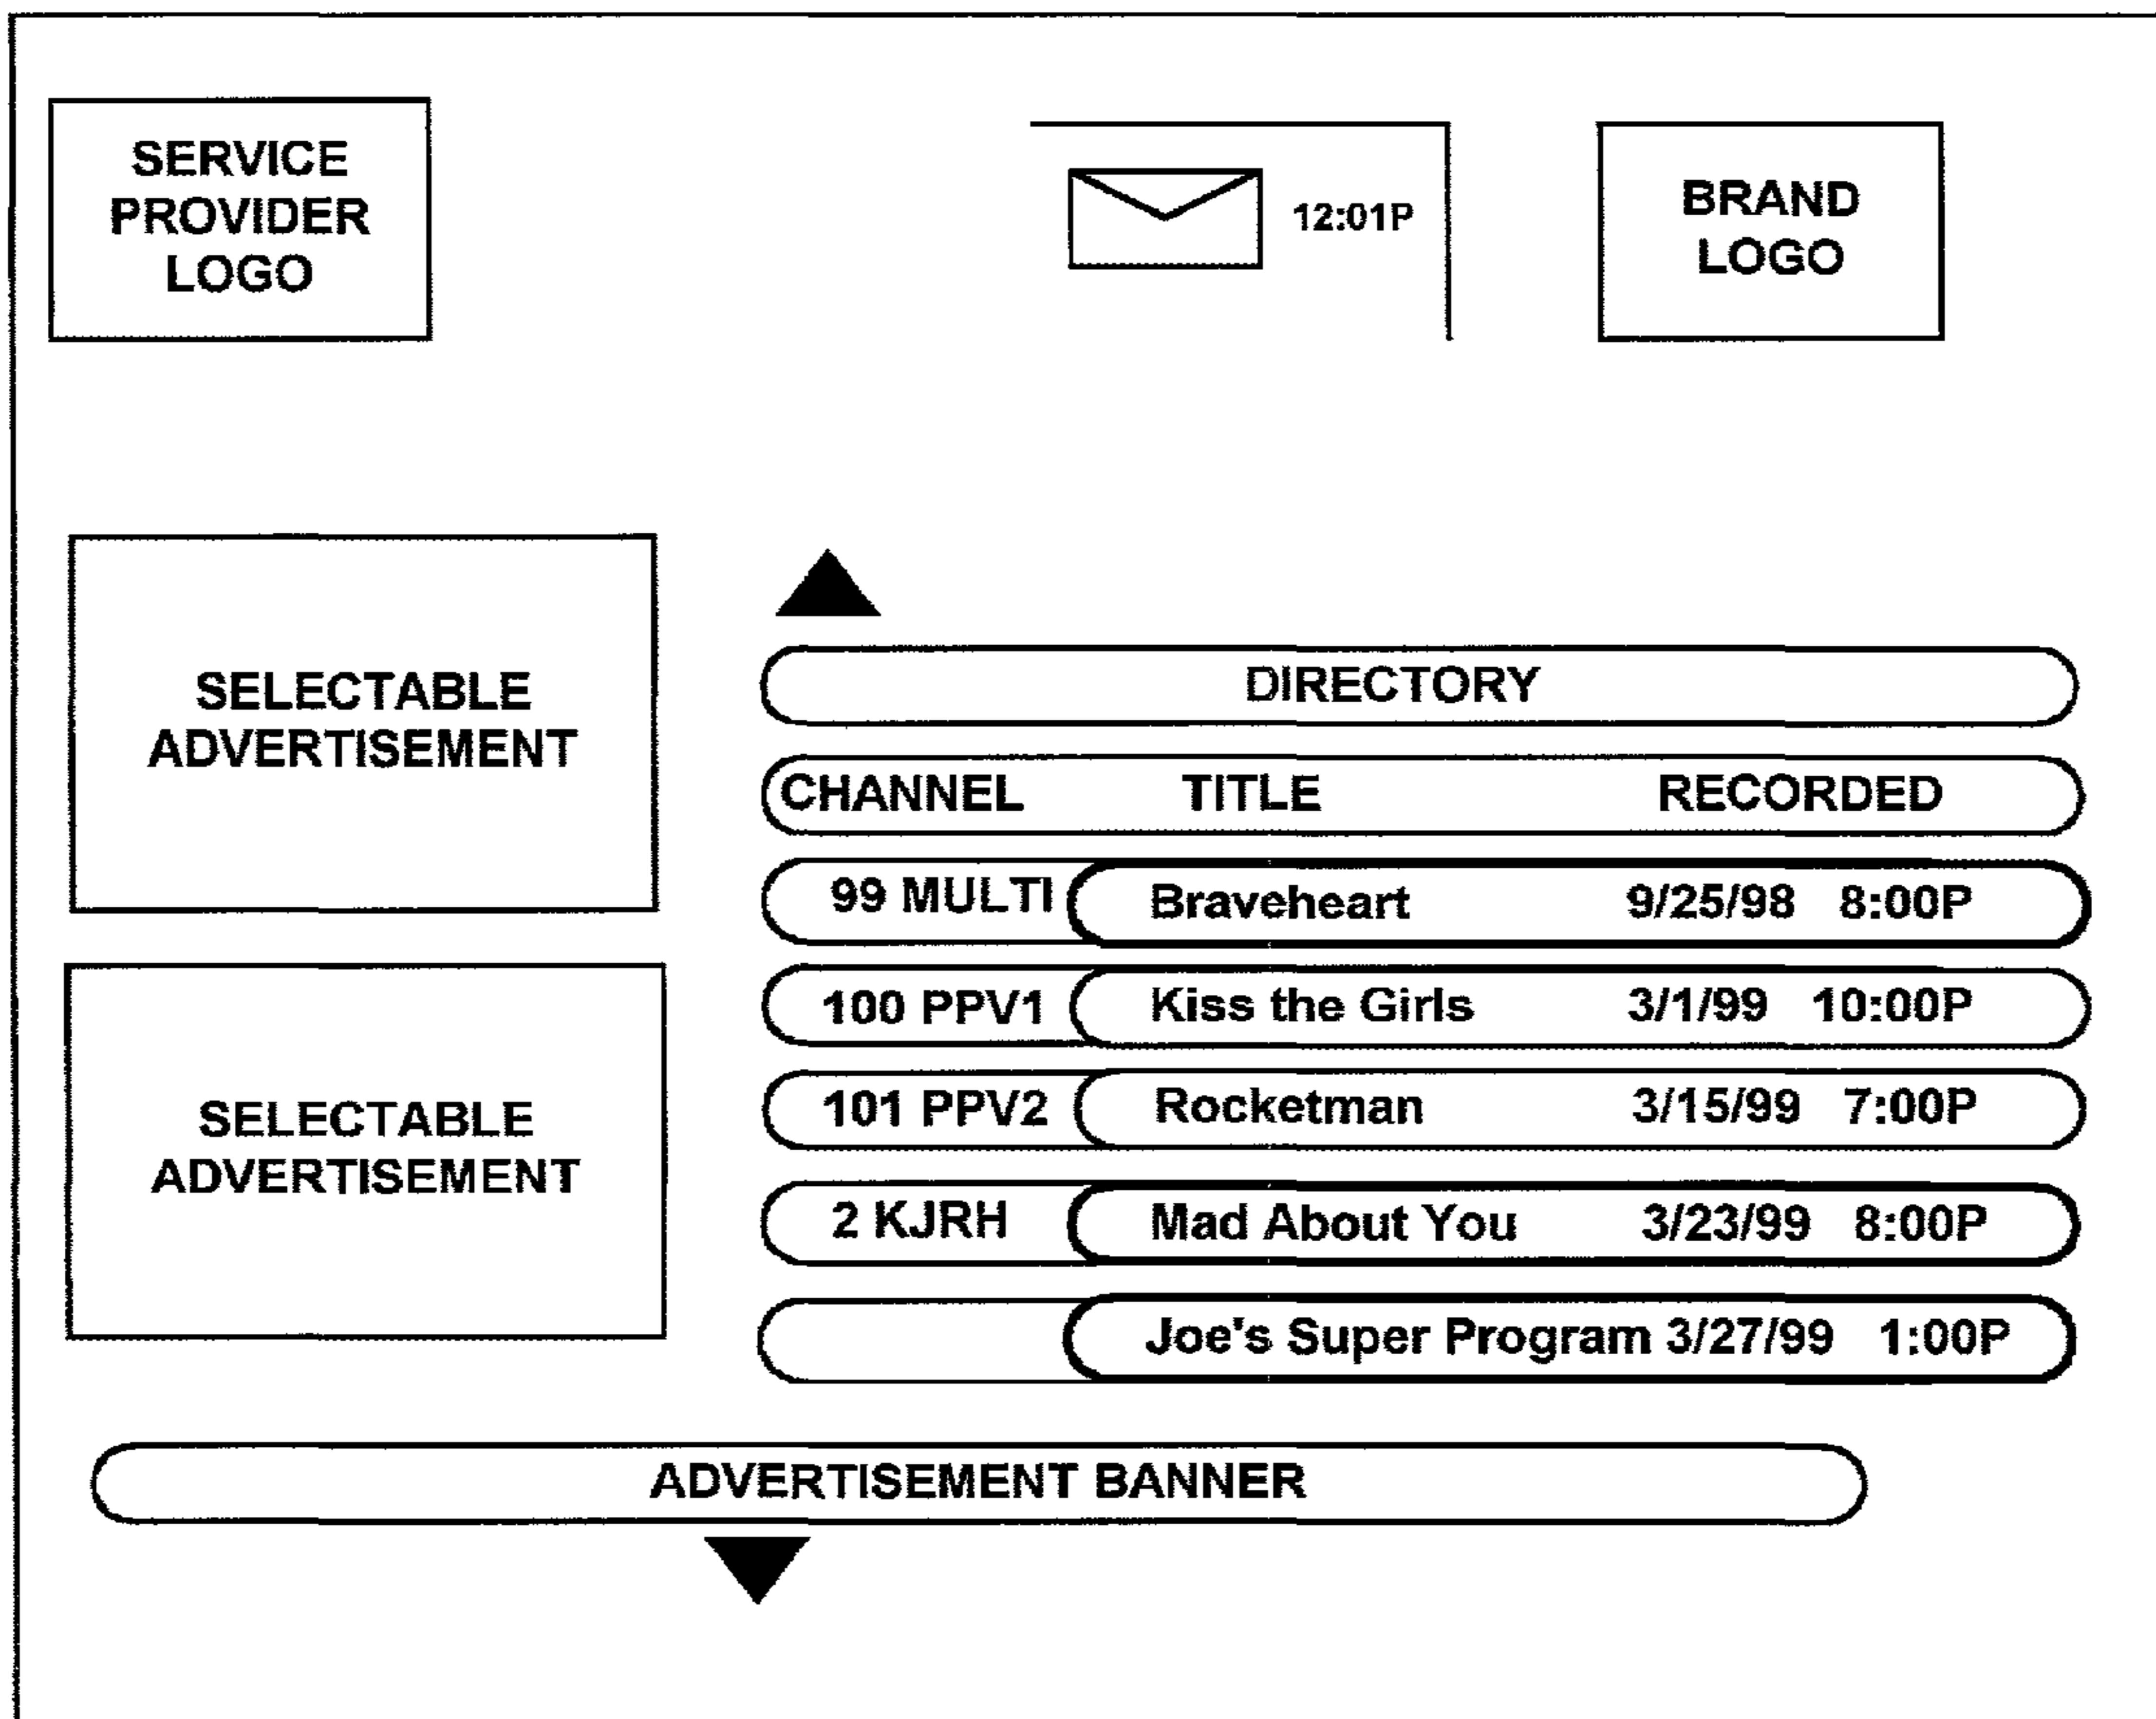 SERVICE
PROVIDER
LOGO
12:01P
BRAND
LOGO
SELECTABLE
ADVERTISEMENT
SELECTABLE
ADVERTISEMENT
DIRECTORY
CHANNEL TITLE RECORDED
99 MULTI Braveheart 9/25/98 8:00P
100 PPV1 Kiss the Girls 3/1/99 10:00P
101 PPV2 Rocketman 3/15/99 7:00P
2 KJRH Mad About You 3/23/99 8:00P
Joe's Super Program 3/27/99 1:00P
ADVERTISEMENT BANNER